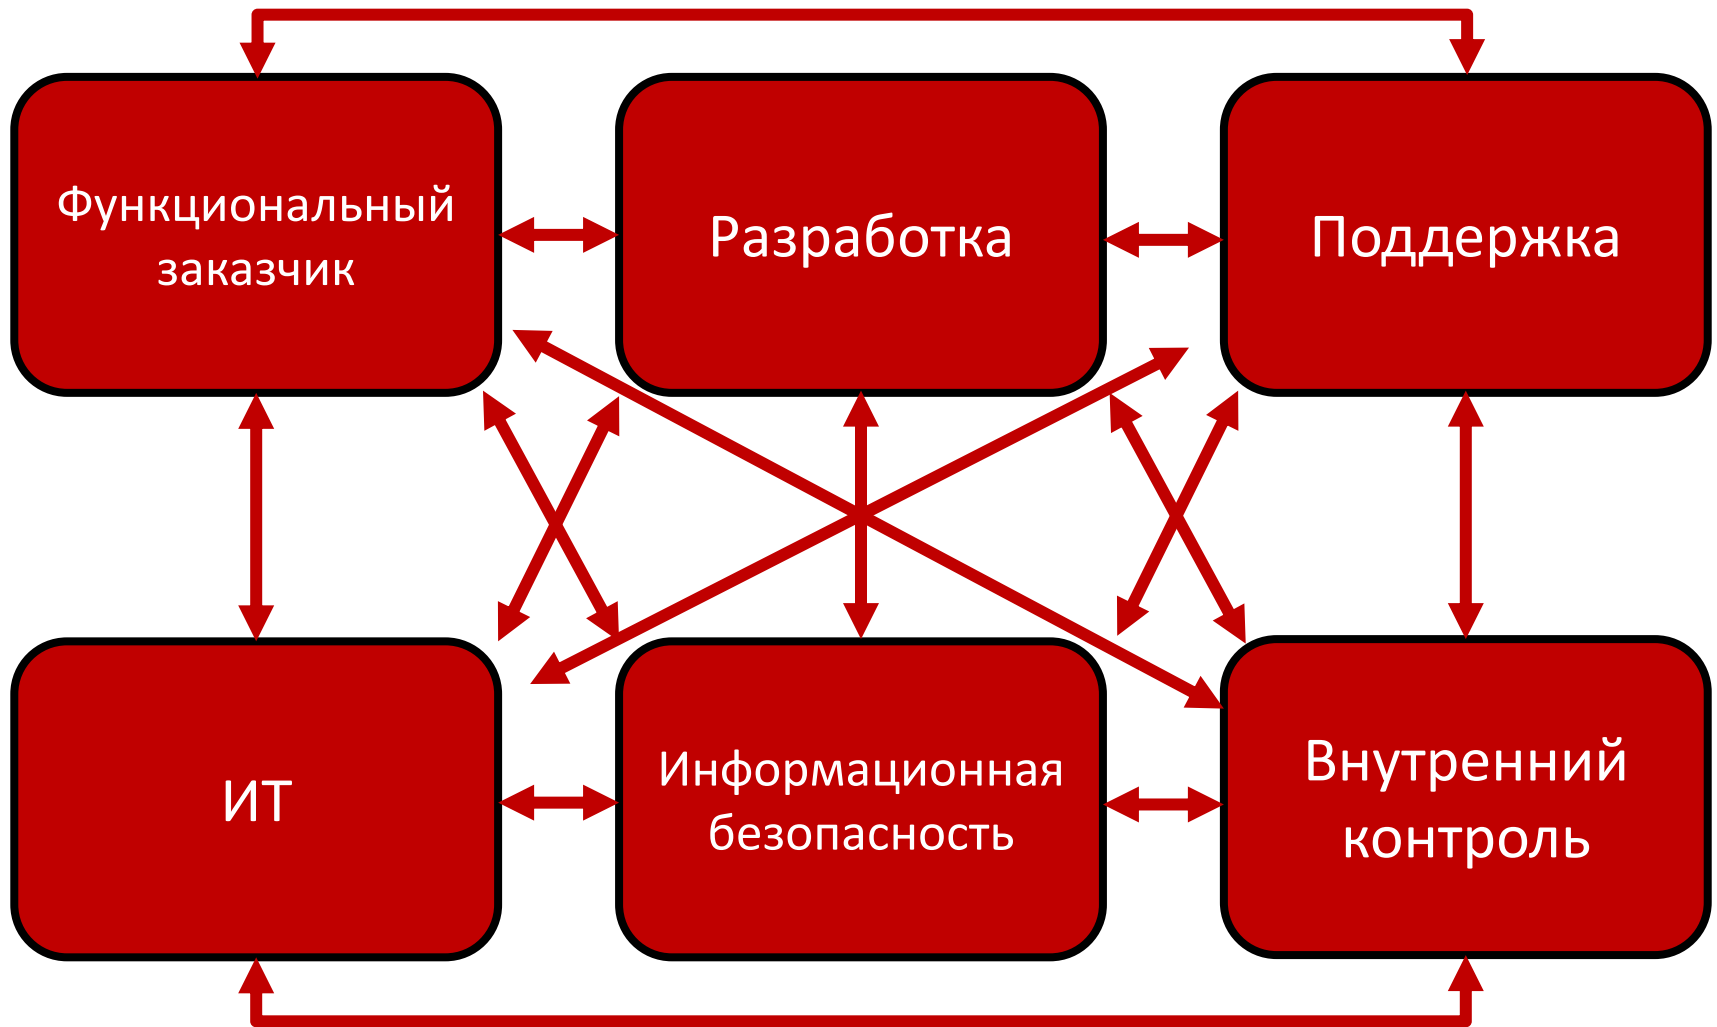 Функциональный
заказчик
Разработка
Поддержка
ИТ
Информационная
безопасность
Внутренний
контроль